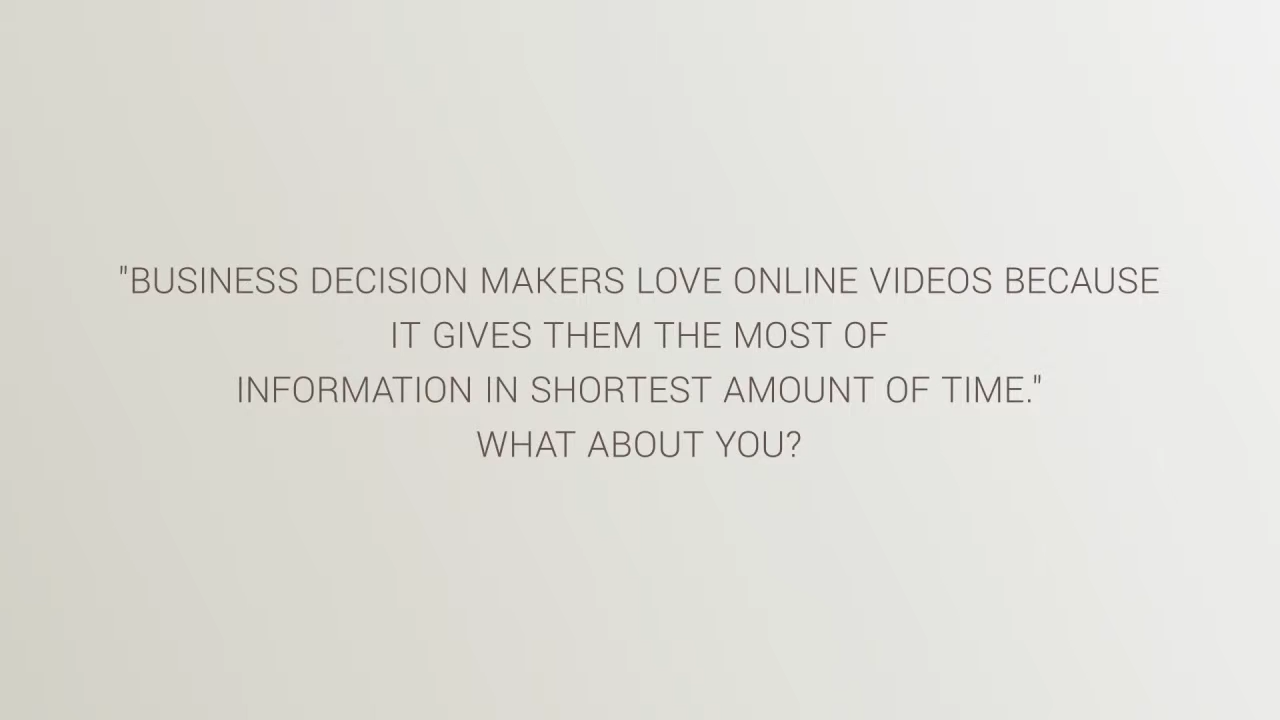 "BUSINESS DECISION MAKERS LOVE ONLINE VIDEOS BECAUSE
IT GIVES THEM THE MOST OF
INFORMATION IN SHORTEST AMOUNT OF TIME."
WHAT ABOUT YOU?